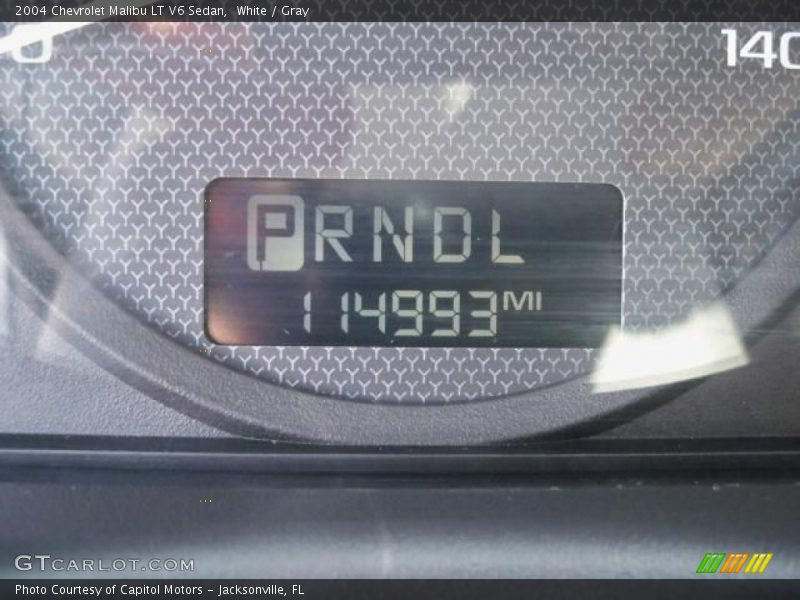 2004 Chevrolet Malibu LT V6 Sedan, White / Gray
0 140
PRNDL
114993 MI
GTCARLOT.COM
Photo Courtesy of Capitol Motors - Jacksonville, FL